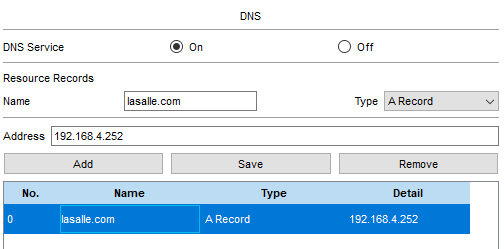 DNS
DNS Service On Off
Resource Records
Name lasalle.com Type A Record
Address 192.168.4.252
Add Save Remove
No. Name Type Detail
0 lasalle.com A Record 192.168.4.252